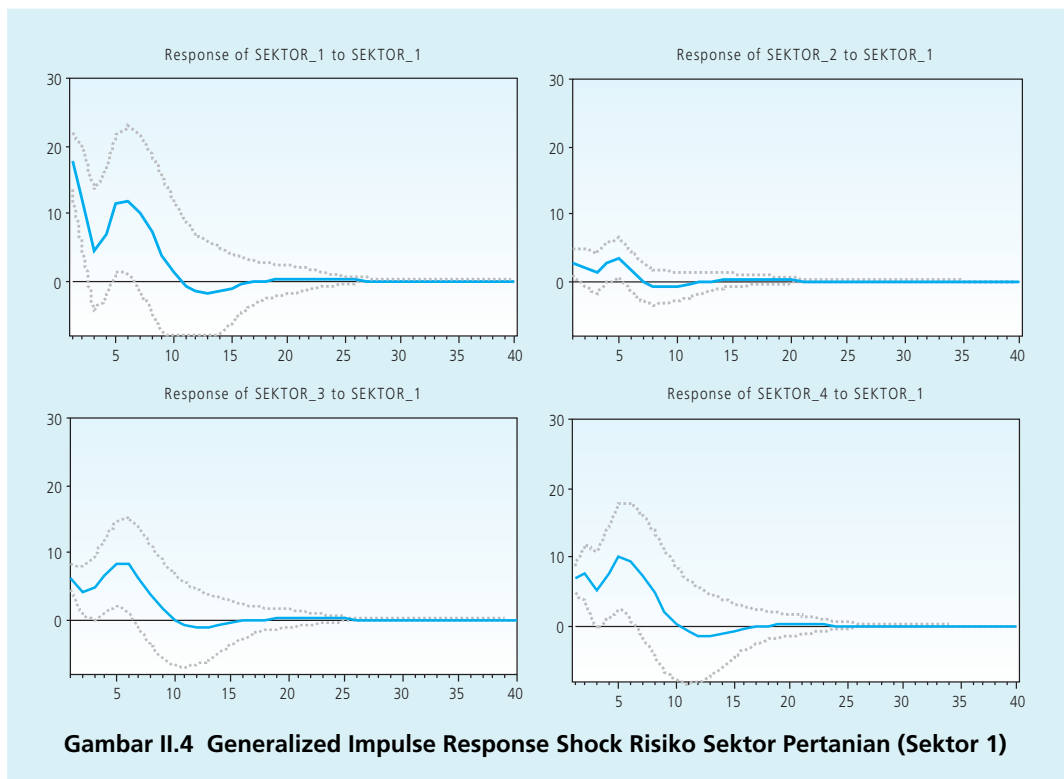 Response of SEKTOR_1 to SEKTOR_1
30
20
10
0
5 10 15 20 25 30 35 40
Response of SEKTOR_2 to SEKTOR_1
30
20
10
0
5 10 15 20 25 30 35 40
Response of SEKTOR_3 to SEKTOR_1
30
20
10
0
5 10 15 20 25 30 35 40
Response of SEKTOR_4 to SEKTOR_1
30
20
10
0
5 10 15 20 25 30 35 40
Gambar II.4 Generalized Impulse Response Shock Risiko Sektor Pertanian (Sektor 1)